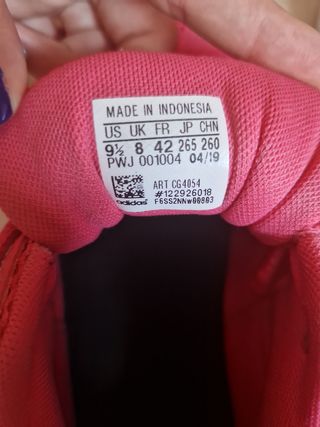 MADE IN INDONESIA
US UK FR JP CHN
9½ 8 42 265 260
PWJ 001004 04/19
ART CG4054
#122926018
adidas F6SS2NNw00803